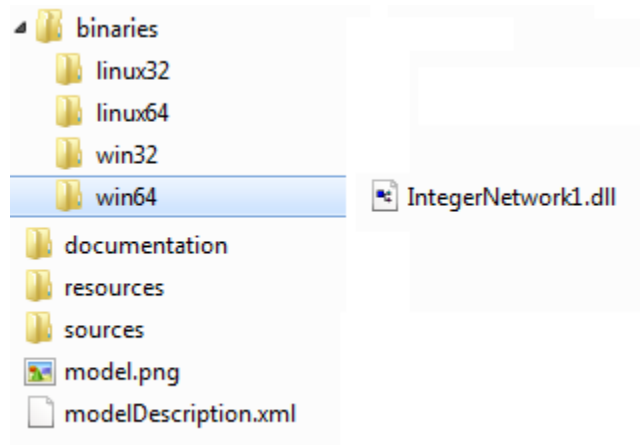 binaries
linux32
linux64
win32
win64 IntegerNetwork1.dll
documentation
resources
sources
model.png
modelDescription.xml